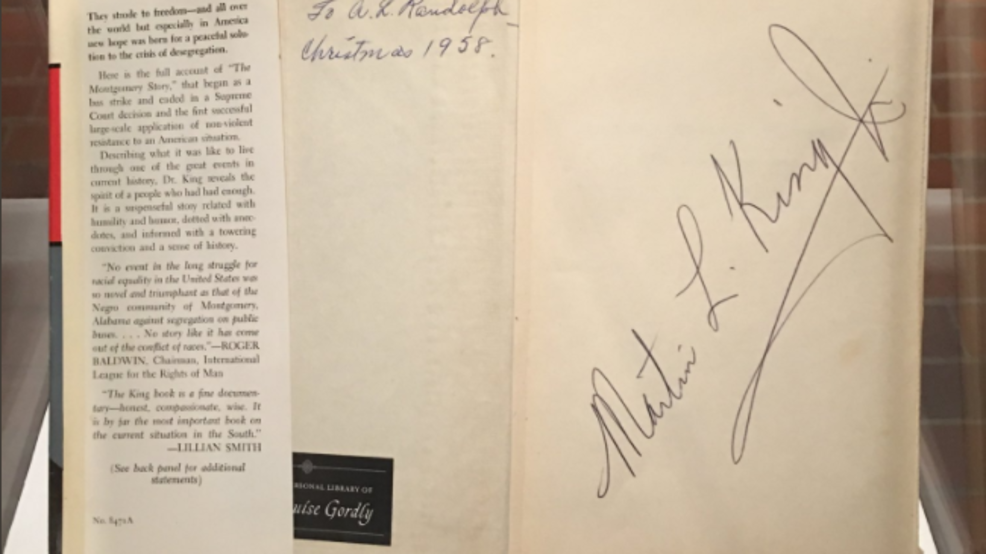 They strode to freedom—and all over
the world but especially in America
new hope was born for a peaceful solu-
tion to the crisis of desegregation.
Here is the full account of "The
Montgomery Story," that began as a
bus strike and ended in a Supreme
Court decision and the first successful
large-scale application of non-violent
resistance to an American situation.
Describing what it was like to live
through one of the great events in
current history, Dr. King reveals the
spirit of a people who had had enough.
It is a suspenseful story related with
humility and humor, dotted with anec-
dotes, and informed with a towering
conviction and a sense of history.
"No event in the long struggle for
racial equality in the United States was
so novel and triumphant as that of the
Negro community of Montgomery,
Alabama against segregation on public
buses. . . . No story like it has come
out of the conflict of races."—ROGER
BALDWIN, Chairman, International
League for the Rights of Man
"The King book is a fine documen-
tary—honest, compassionate, wise. It
is by far the most important book on
the current situation in the South."
—LILLIAN SMITH
(See back panel for additional
statements)
No. 8471A
To A. L. Randolph
Christmas 1958.
RSONAL LIBRARY OF
uise Gordly
Martin L. King Jr.